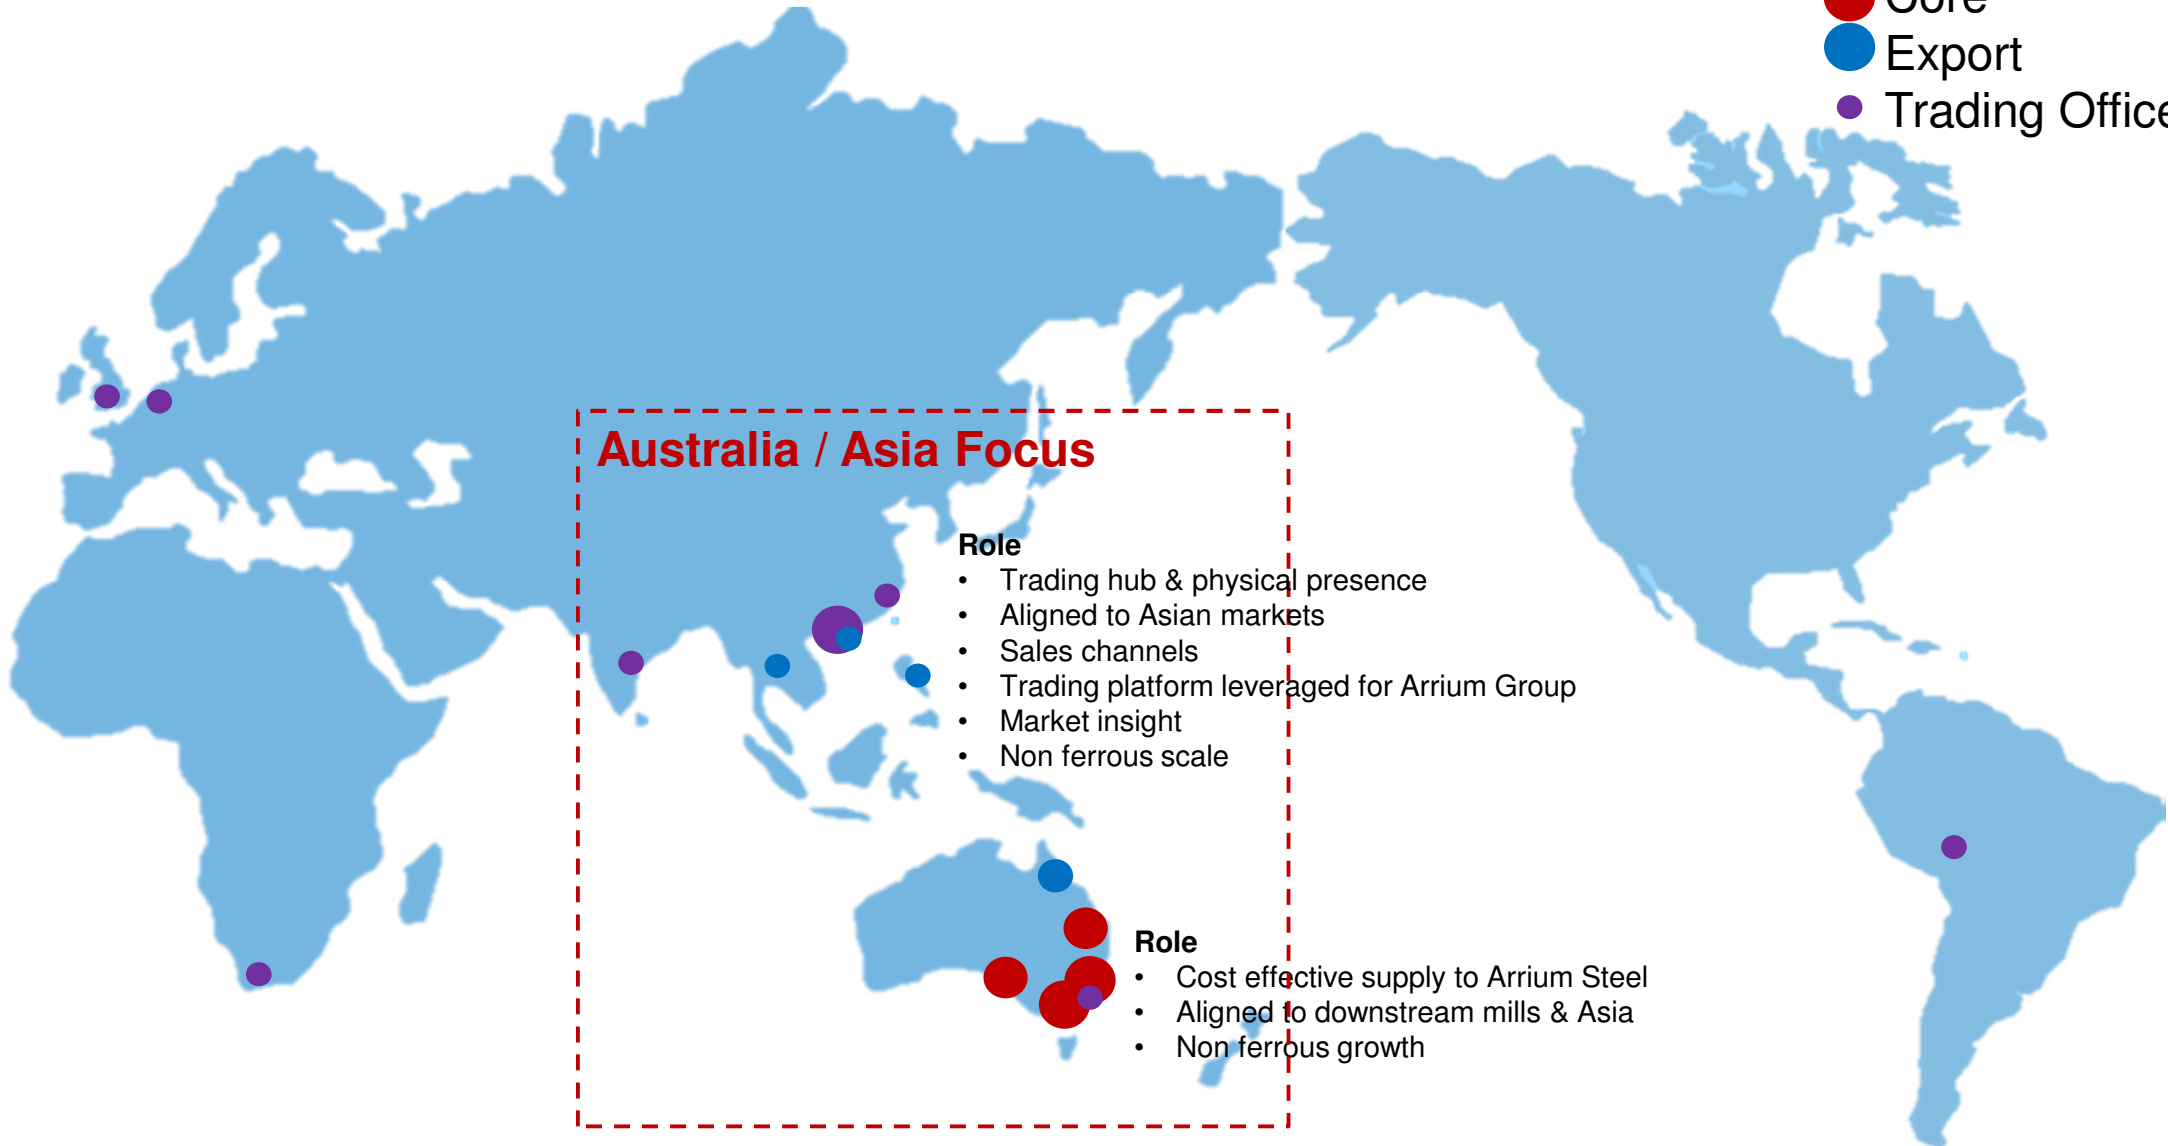 Core
Export
Trading Office
Australia / Asia Focus
Role
• Trading hub & physical presence
• Aligned to Asian markets
• Sales channels
• Trading platform leveraged for Arrium Group
• Market insight
• Non ferrous scale
Role
• Cost effective supply to Arrium Steel
• Aligned to downstream mills & Asia
• Non ferrous growth